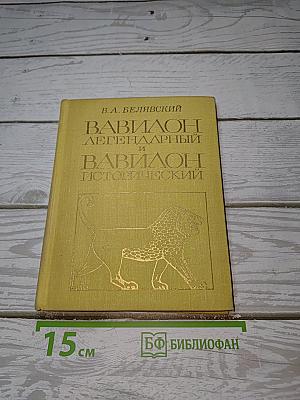 В. А. БЕЛЯВСКИЙ
ВАВИЛОН
ЛЕГЕНДАРНЫЙ
И
ВАВИЛОН
ИСТОРИЧЕСКИЙ
15 см
БФ БИБЛИОФАН